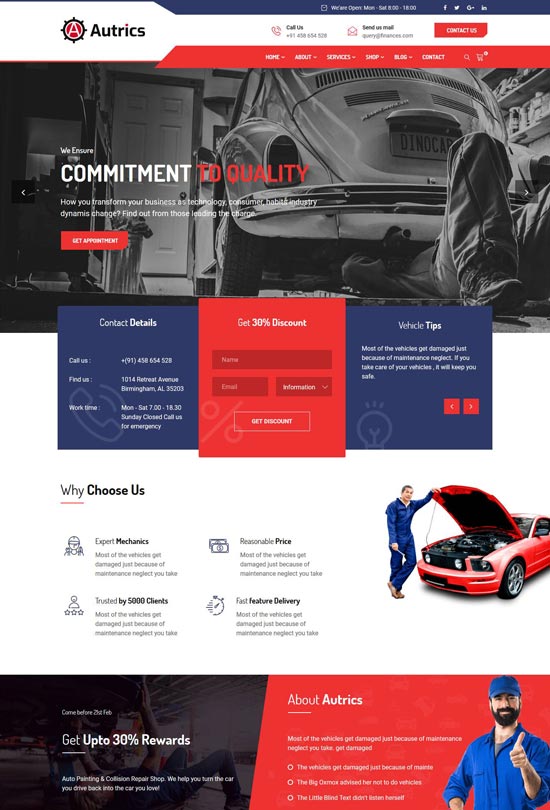 We'are Open: Mon - Sat 8:00 - 18:00
Autrics
Call Us
+91 458 654 528
Send us mail
query@finances.com
CONTACT US
HOME
ABOUT
SERVICES
SHOP
BLOG
CONTACT
0
We Ensure
COMMITMENT TO QUALITY
How you transform your business as technology, consumer, habits industry
dynamis change? Find out from those leading the charge.
GET APPOINTMENT
DINOCAR
Contact Details
Call us :
+(91) 458 654 528
Find us :
1014 Retreat Avenue
Birmingham, AL 35203
Work time :
Mon - Sat 7.00 - 18.30
Sunday Closed Call us
for emergency
Get 30% Discount
Name
Email
Information
GET DISCOUNT
Vehicle Tips
Most of the vehicles get damaged just
because of maintenance neglect. If you
take care of your vehicles , it will keep you
safe.
Why Choose Us
Expert Mechanics
Most of the vehicles get
damaged just because of
maintenance neglect you take
Reasonable Price
Most of the vehicles get
damaged just because of
maintenance neglect you take
Trusted by 5000 Clients
Most of the vehicles get
damaged just because of
maintenance neglect you take
Fast feature Delivery
Most of the vehicles get
damaged just because of
maintenance neglect you take
Come before 21st Feb
Get Upto 30% Rewards
Auto Painting & Collision Repair Shop. We help you turn the car
you drive back into the car you love!
About Autrics
Most of the vehicles get damaged just because of maintenance
neglect you take. get damaged
The vehicles get damaged just because of mainte
The Big Oxmox advised her not to do vehicles
The Little Blind Text didn't listen herself